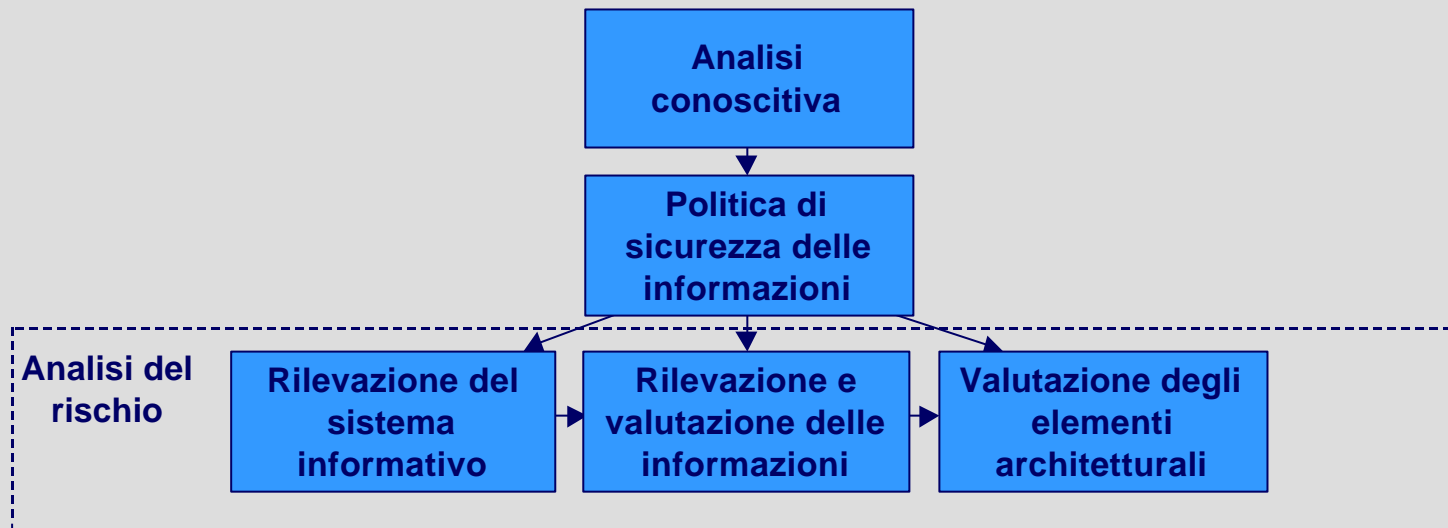 Analisi
conoscitiva
Politica di
sicurezza delle
informazioni
Analisi del
rischio
Rilevazione del
sistema
informativo
Rilevazione e
valutazione delle
informazioni
Valutazione degli
elementi
architetturali